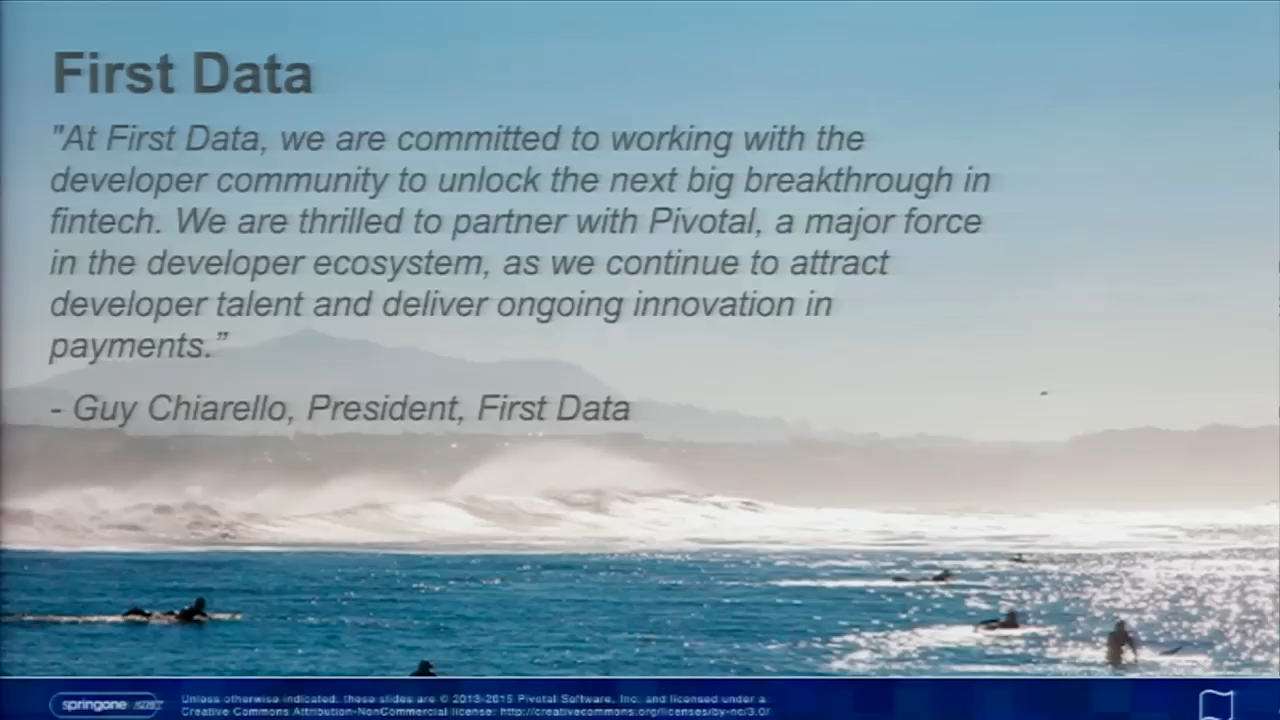 First Data
"At First Data, we are committed to working with the
developer community to unlock the next big breakthrough in
fintech. We are thrilled to partner with Pivotal, a major force
in the developer ecosystem, as we continue to attract
developer talent and deliver ongoing innovation in
payments.”
- Guy Chiarello, President, First Data
springone
Unless otherwise indicated, these slides are © 2013-2015 Pivotal Software, Inc. and licensed under a
Creative Commons Attribution-NonCommercial license: http://creativecommons.org/licenses/by-nc/3.0/